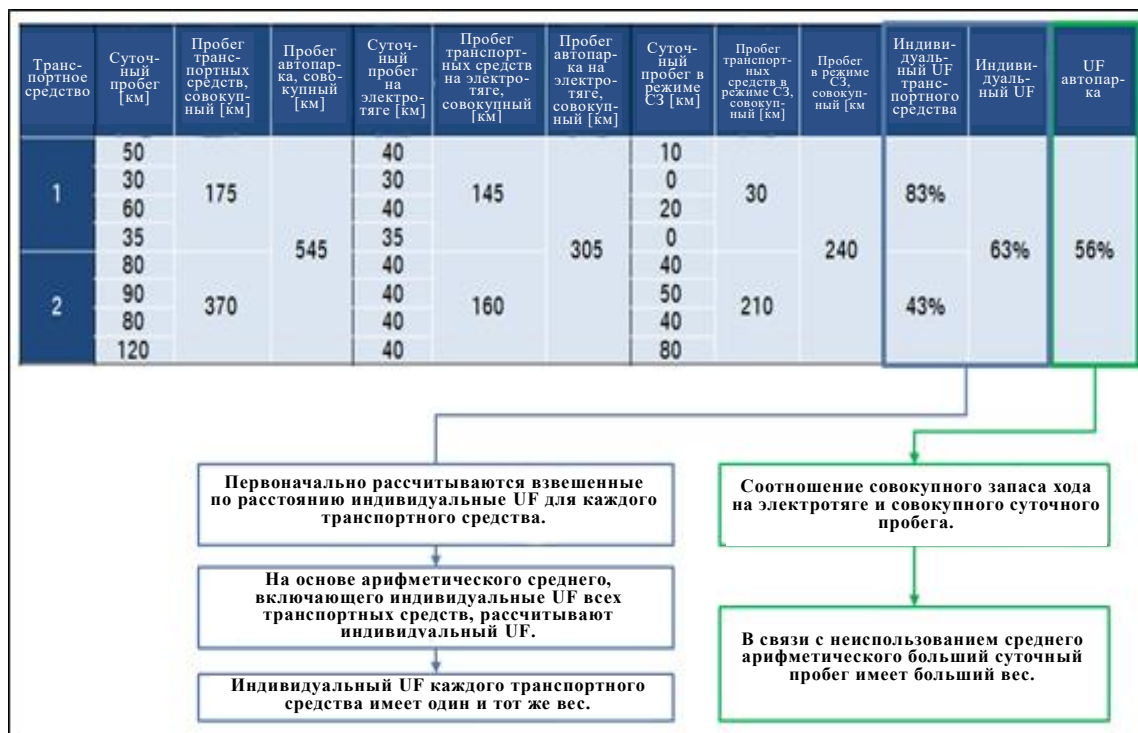 Транс-
портное
средство
Суточ-
ный
пробег
[км]
Пробег
транс-
портных
средств,
совокуп-
ный [км]
Пробег
автопар-
ка, сово-
купный
[км]
Суточ-
ный
пробег
на
электро-
тяге [км]
Пробег
транспорт-
ных средств
на электро-
тяге,
совокупный
[км]
Пробег
автопар-
ка на
электро-
тяге,
совокуп-
ный [км]
Суточ-
ный
пробег в
режиме
СЗ [км]
Пробег
транспорт-
ных
средств в
режиме СЗ,
совокуп-
ный [км]
Пробег
в режиме
СЗ,
совокуп-
ный [км
Индиви-
дуаль-
ный UF
транс-
портного
средства
Индиви-
дуаль-
ный UF
UF
автопар-
ка
1
50
30
60
35
175
545
40
30
40
35
145
305
10
0
20
0
30
240
83%
63%
56%
2
80
90
80
120
370
40
40
40
40
160
40
50
40
80
210
43%
Первоначально рассчитываются взвешенные
по расстоянию индивидуальные UF для каждого
транспортного средства.
На основе арифметического среднего,
включающего индивидуальные UF всех
транспортных средств, рассчитывают
индивидуальный UF.
Индивидуальный UF каждого транспортного
средства имеет один и тот же вес.
Соотношение совокупного запаса хода
на электротяге и совокупного суточного
пробега.
В связи с неиспользованием среднего
арифметического больший суточный
пробег имеет больший вес.